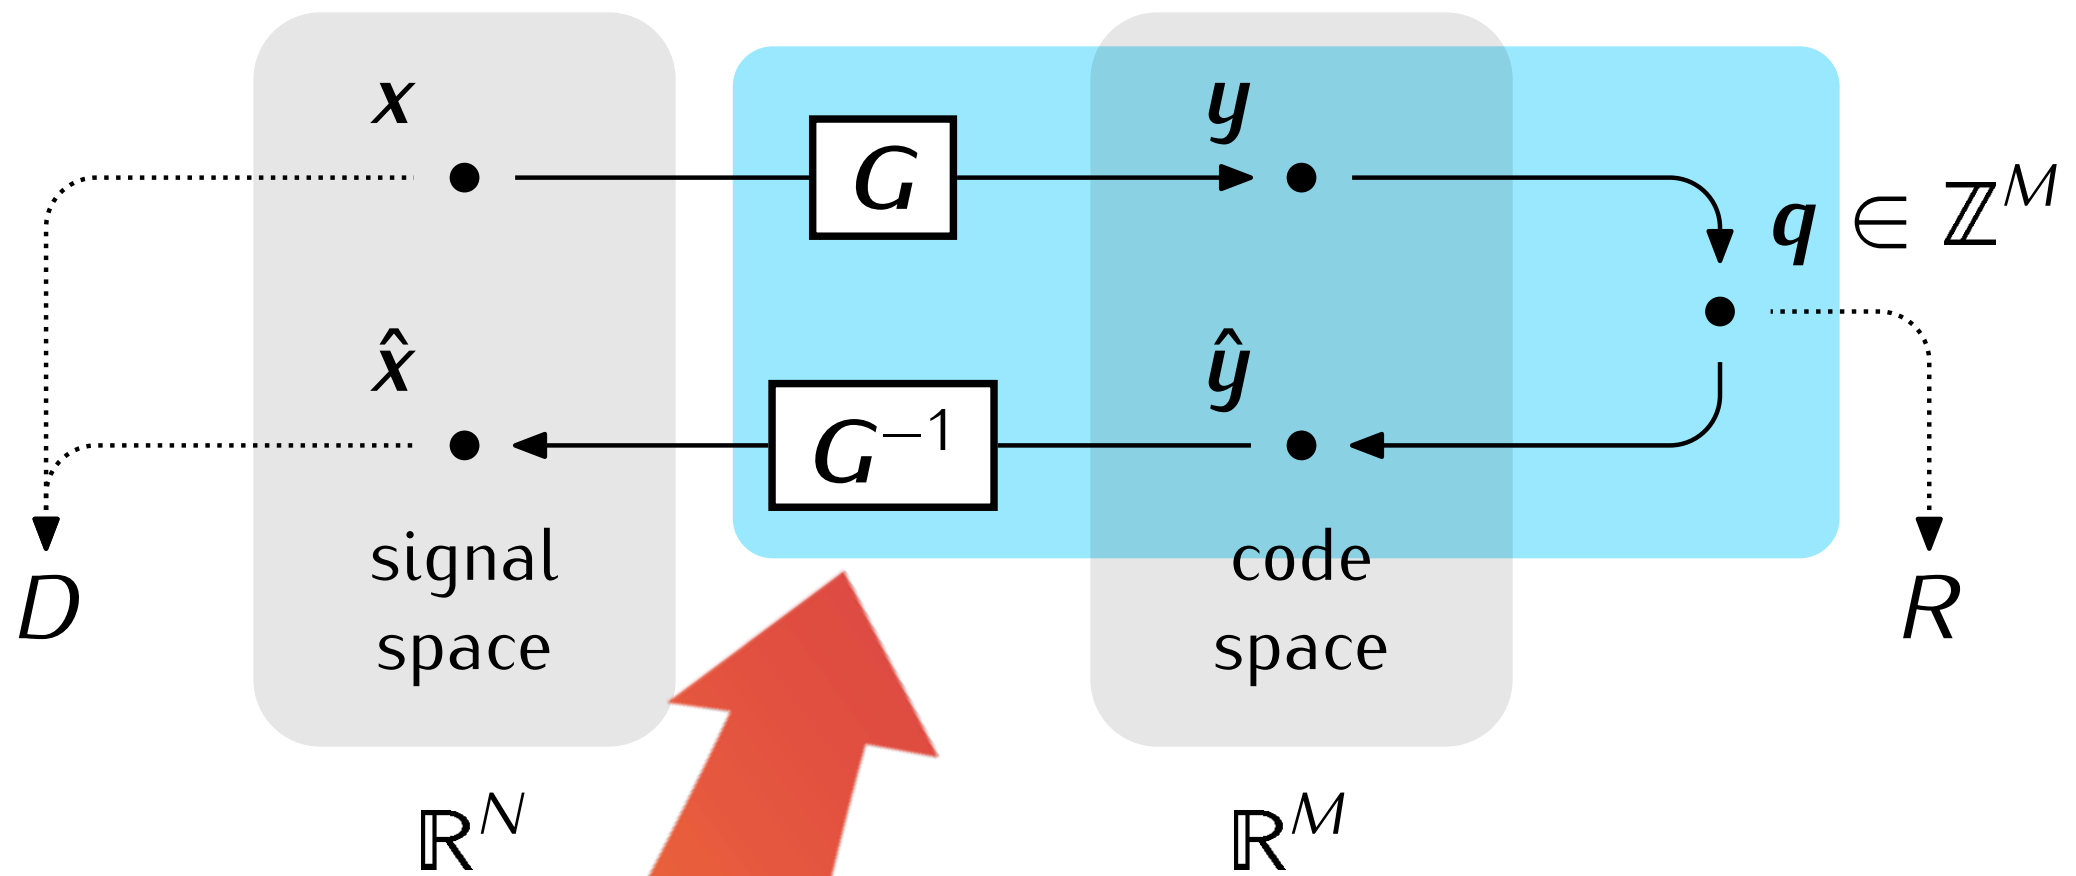 x
y
G
q ∈ ℤ^M
x̂
ŷ
G⁻¹
signal
space
code
space
D
R
ℝ^N
ℝ^M